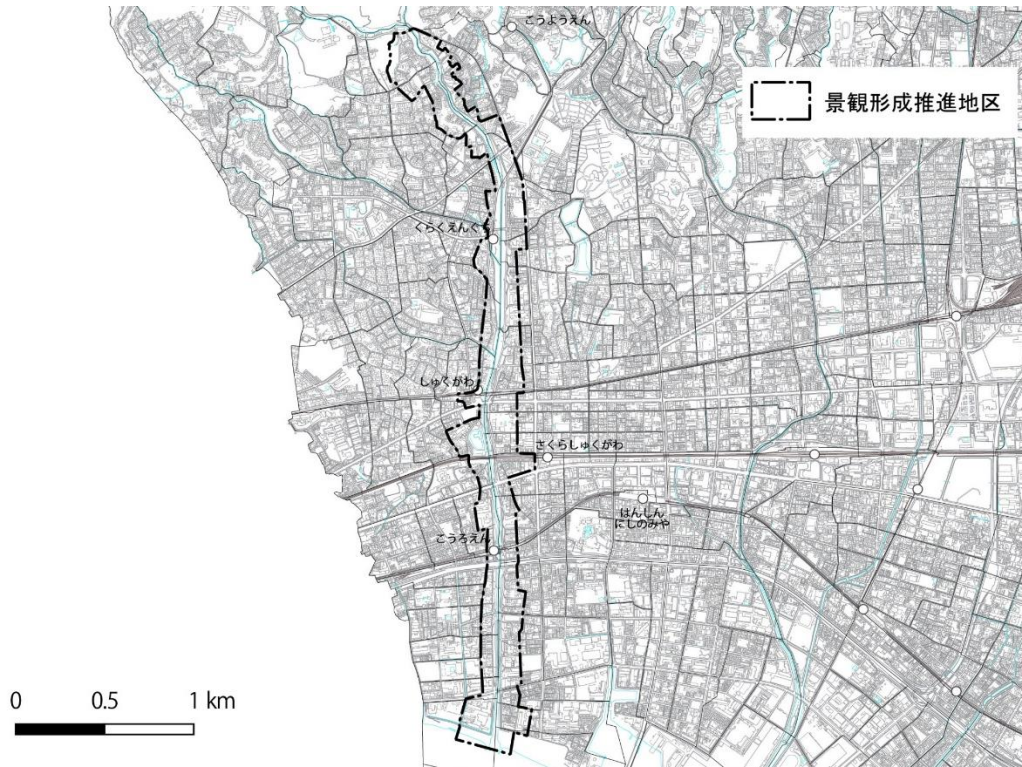 こうようえん
景観形成推進地区
くらくえんぐち
しゅくがわ
さくらしゅくがわ
はんしん
にしのみや
こうろえん
0 0.5 1 km